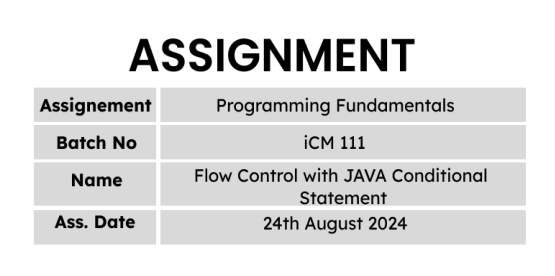 ASSIGNMENT
Assignement Programming Fundamentals
Batch No iCM 111
Name Flow Control with JAVA Conditional
Statement
Ass. Date 24th August 2024